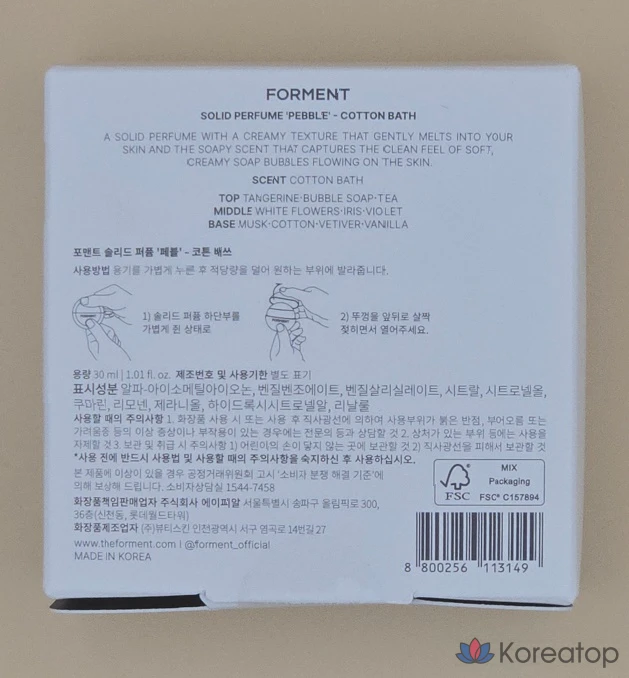 FORMENT
SOLID PERFUME 'PEBBLE' - COTTON BATH
A SOLID PERFUME WITH A CREAMY TEXTURE THAT GENTLY MELTS INTO YOUR
SKIN AND THE SOAPY SCENT THAT CAPTURES THE CLEAN FEEL OF SOFT,
CREAMY SOAP BUBBLES FLOWING ON THE SKIN.
SCENT COTTON BATH
TOP TANGERINE·BUBBLE SOAP·TEA
MIDDLE WHITE FLOWERS·IRIS·VIOLET
BASE MUSK·COTTON·VETIVER·VANILLA
포맨트 솔리드 퍼퓸 '페블' - 코튼 배쓰
사용방법 용기를 가볍게 누른 후 적당량을 덜어 원하는 부위에 발라줍니다.
1) 솔리드 퍼퓸 하단부를
가볍게 쥔 상태로
2) 뚜껑을 앞뒤로 살짝
젖히면서 열어주세요.
용량 30 ml | 1.01 fl. oz. 제조번호 및 사용기한 별도 표기
표시성분 알파-아이소메틸아이오논, 벤질벤조에이트, 벤질살리실레이트, 시트랄, 시트로넬올,
쿠마린, 리모넨, 제라니올, 하이드록시시트로넬알, 리날룰
사용할 때의 주의사항 1. 화장품 사용 시 또는 사용 후 직사광선에 의하여 사용부위가 붉은 반점, 부어오름 또는
가려움증 등의 이상 증상이나 부작용이 있는 경우에는 전문의 등과 상담할 것 2. 상처가 있는 부위 등에는 사용을
자제할 것 3. 보관 및 취급 시 주의사항 1) 어린이의 손이 닿지 않는 곳에 보관할 것 2) 직사광선을 피해서 보관할 것
*사용 전에 반드시 사용법 및 사용할 때의 주의사항을 숙지하신 후 사용하십시오.
본 제품에 이상이 있을 경우 공정거래위원회 고시 '소비자 분쟁 해결 기준'에
의해 보상해 드립니다. 소비자상담실 1544-7458
화장품책임판매업자 주식회사 에이피알 서울특별시 송파구 올림픽로 300,
36층(신천동, 롯데월드타워)
화장품제조업자 (주)뷰티스킨 인천광역시 서구 염곡로 14번길 27
www.theforment.com | @forment_official
MADE IN KOREA
FSC
MIX
Packaging
FSC® C157894
8 800256 113149
Koreatop